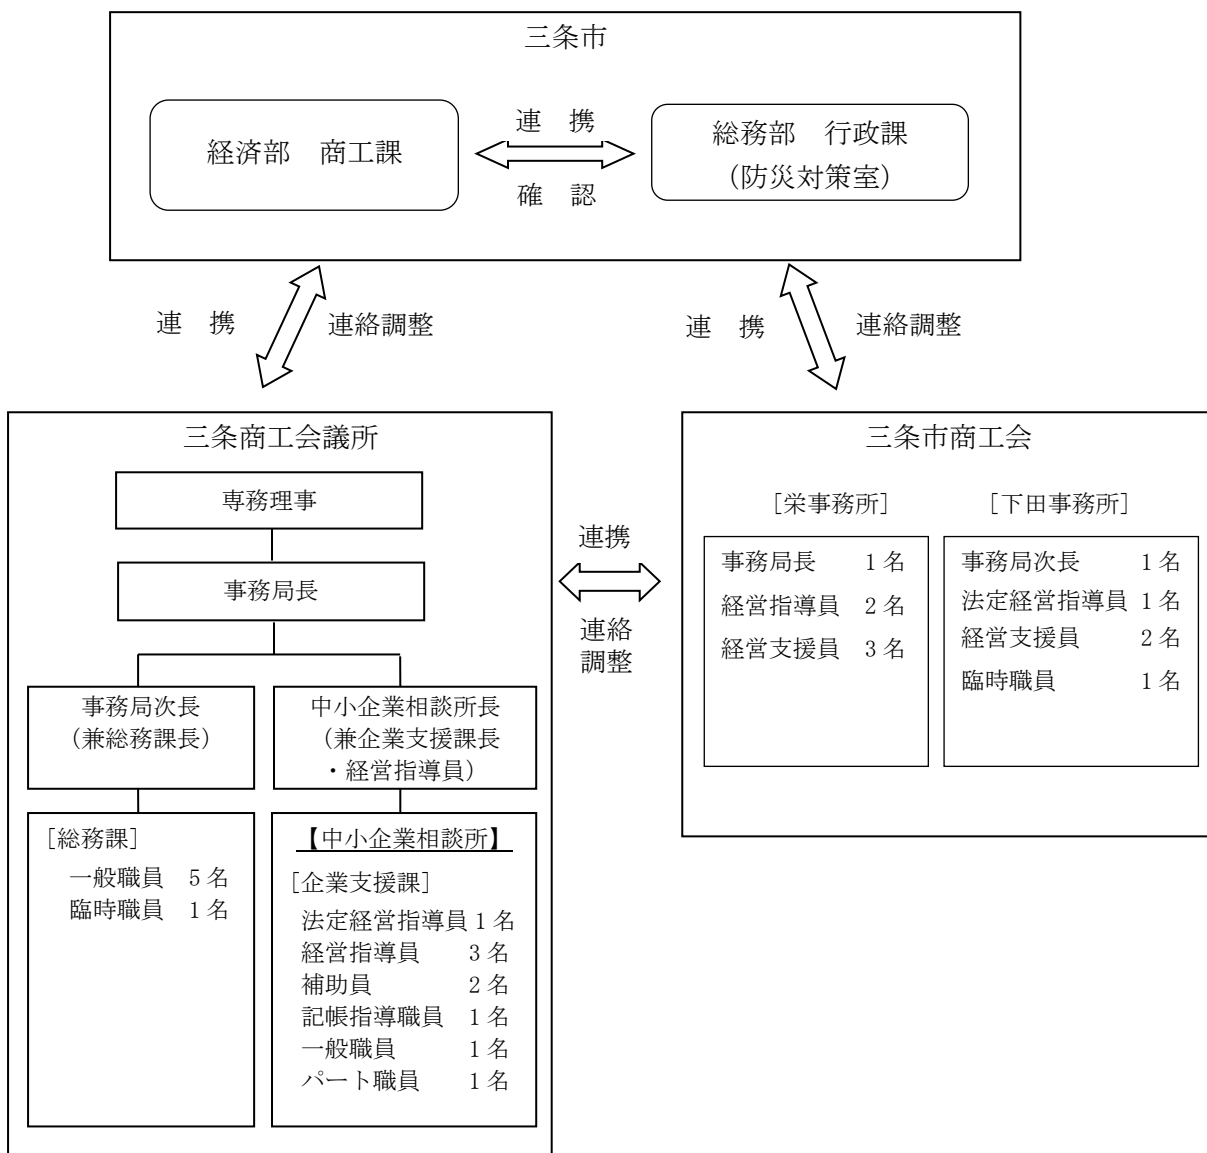 三条市
経済部　商工課
連　携
確　認
総務部　行政課
（防災対策室）
連　携
連絡調整
連　携
連絡調整
三条商工会議所
専務理事
事務局長
事務局次長
（兼総務課長）
中小企業相談所長
（兼企業支援課長
・経営指導員）
［総務課］
一般職員　5名
臨時職員　1名
【中小企業相談所】
［企業支援課］
法定経営指導員 1名
経営指導員　3名
補助員　2名
記帳指導職員　1名
一般職員　1名
パート職員　1名
連携
連絡
調整
三条市商工会
［栄事務所］
事務局長　1名
経営指導員　2名
経営支援員　3名
［下田事務所］
事務局次長　1名
法定経営指導員　1名
経営支援員　2名
臨時職員　1名